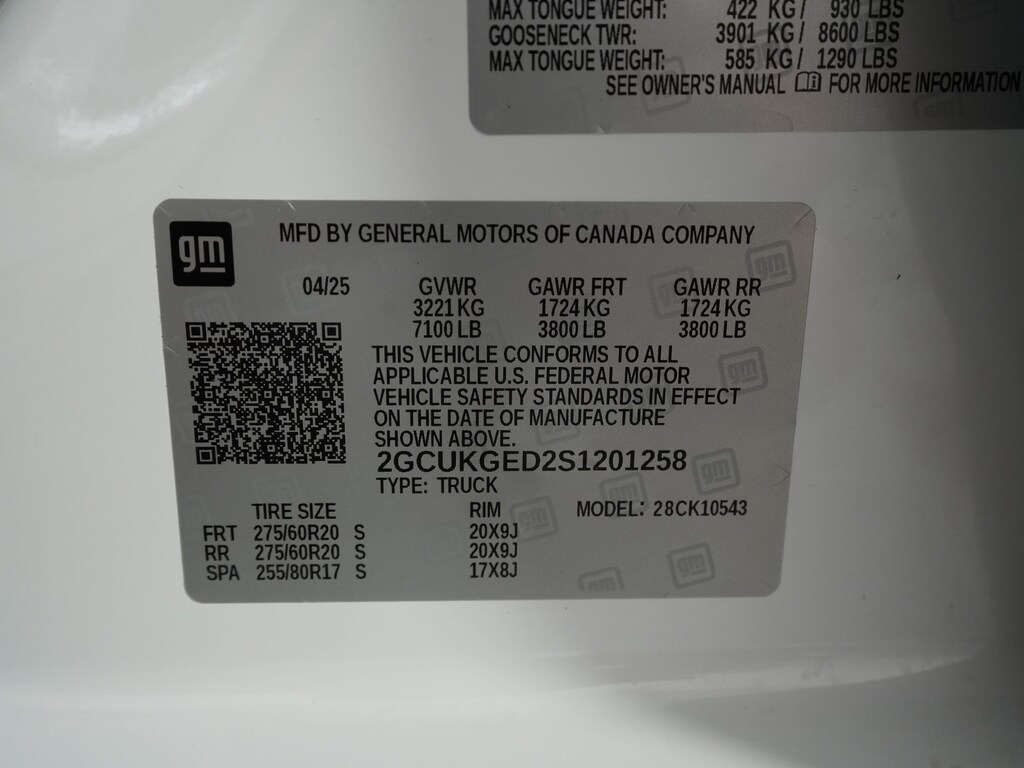 MAX TONGUE WEIGHT: 422 KG / 930 LBS
GOOSENECK TWR: 3901 KG / 8600 LBS
MAX TONGUE WEIGHT: 585 KG / 1290 LBS
SEE OWNER'S MANUAL FOR MORE INFORMATION
gm
MFD BY GENERAL MOTORS OF CANADA COMPANY
04/25 GVWR GAWR FRT GAWR RR
3221 KG 1724 KG 1724 KG
7100 LB 3800 LB 3800 LB
THIS VEHICLE CONFORMS TO ALL
APPLICABLE U.S. FEDERAL MOTOR
VEHICLE SAFETY STANDARDS IN EFFECT
ON THE DATE OF MANUFACTURE
SHOWN ABOVE.
2GCUKGED2S1201258
TYPE: TRUCK
TIRE SIZE RIM MODEL: 28CK10543
FRT 275/60R20 S 20X9J
RR 275/60R20 S 20X9J
SPA 255/80R17 S 17X8J